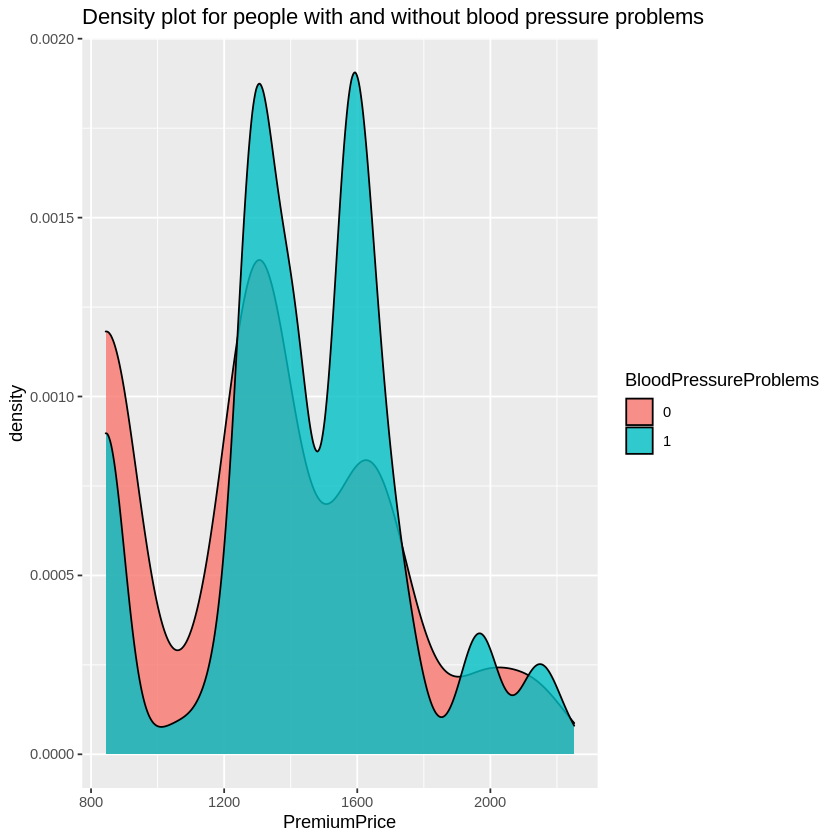 Density plot for people with and without blood pressure problems
0.0020
0.0015
0.0010
0.0005
0.0000
density
800 1200 1600 2000
PremiumPrice
BloodPressureProblems
0
1